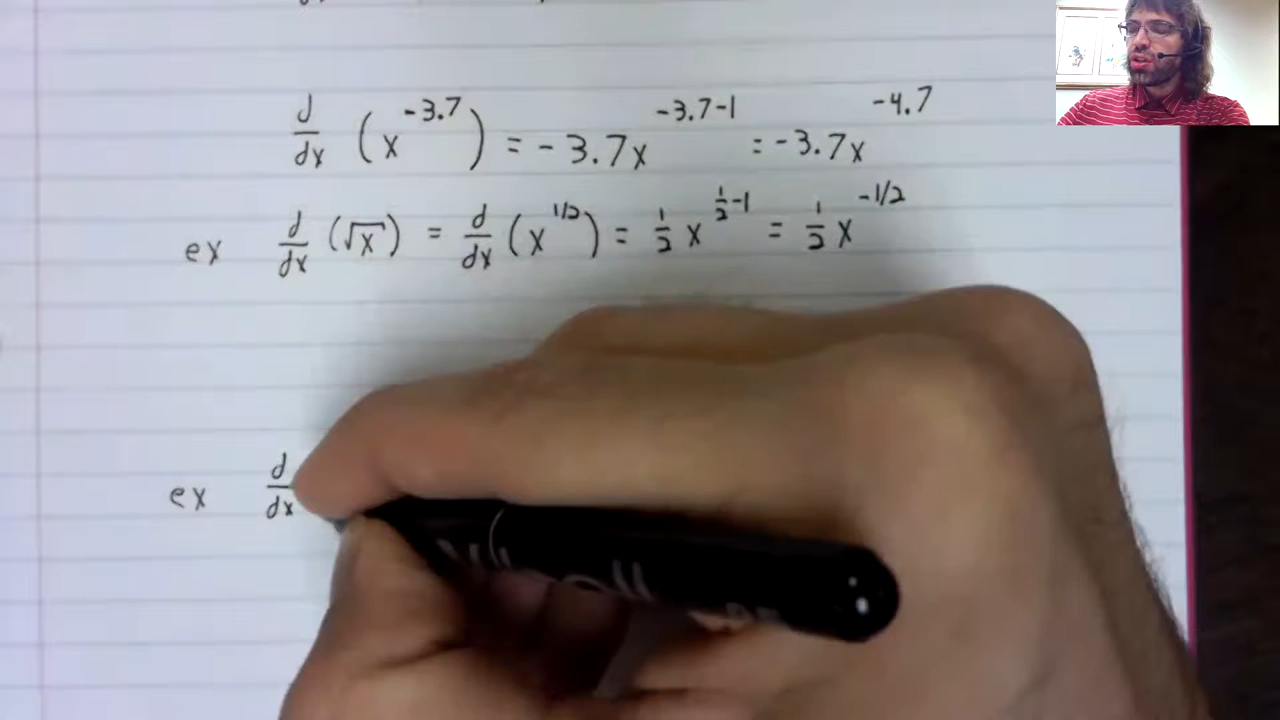 d/dx (x^-3.7) = -3.7x^-3.7-1 = -3.7x^-4.7
ex d/dx (√x) = d/dx (x^1/2) = 1/2 x^1/2-1 = 1/2 x^-1/2
ex d/dx